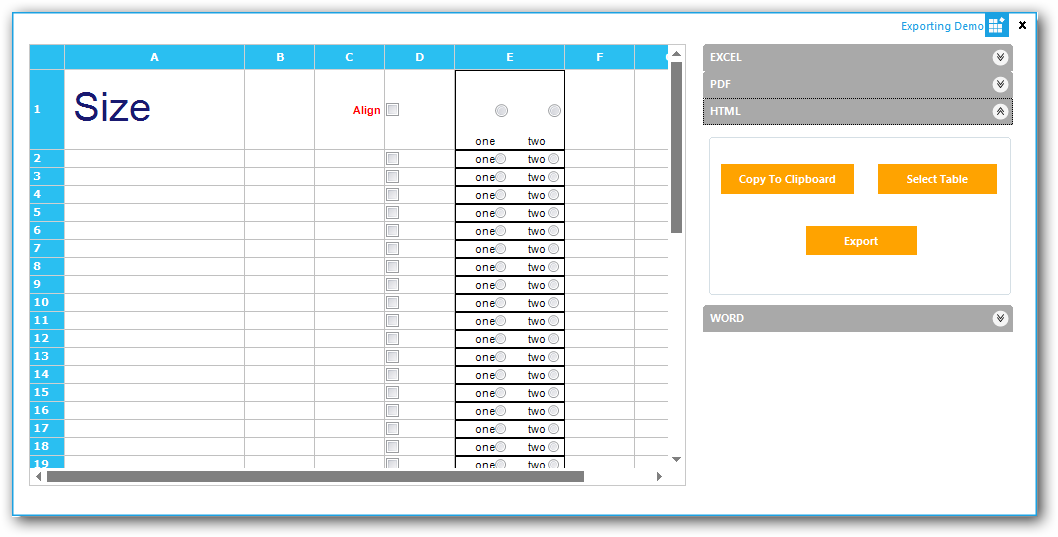 Exporting Demo
A B C D E F
1 Size Align one two
2 one two
3 one two
4 one two
5 one two
6 one two
7 one two
8 one two
9 one two
10 one two
11 one two
12 one two
13 one two
14 one two
15 one two
16 one two
17 one two
18 one two
19 one two
EXCEL
PDF
HTML
Copy To Clipboard Select Table
Export
WORD